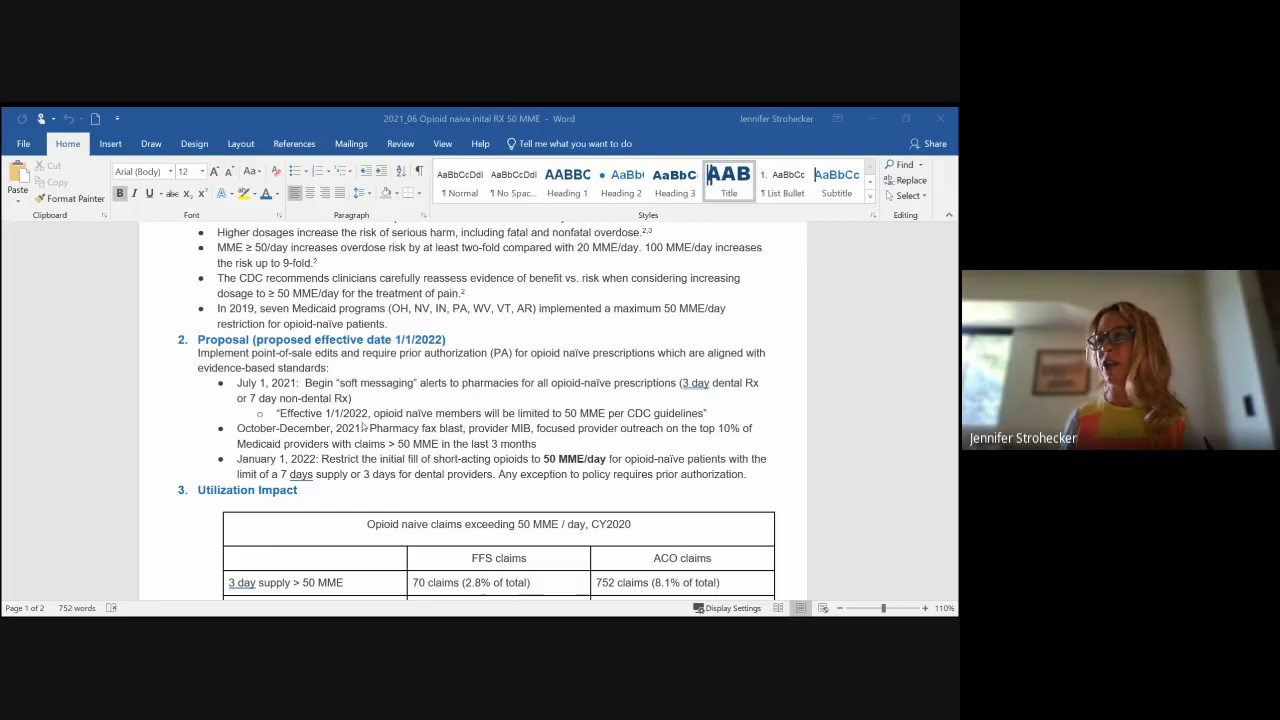 2021_06 Opioid naive inital RX 50 MME - Word
Jennifer Strohecker
File Home Insert Draw Design Layout References Mailings Review View Help Tell me what you want to do Share
Paste
Cut
Copy
Format Painter
Clipboard
Arial (Body) 12
Font
Paragraph
AaBbCcDdI AaBbCcDdI AABBC AaBbC AaBbC AAB 1. AaBbCc AaBbCc
¶ Normal ¶ No Spac... Heading 1 Heading 2 Heading 3 Title ¶ List Bullet Subtitle
Styles
Find
Replace
Select
Editing
● Higher dosages increase the risk of serious harm, including fatal and nonfatal overdose.2,3
● MME ≥ 50/day increases overdose risk by at least two-fold compared with 20 MME/day. 100 MME/day increases
the risk up to 9-fold.2
● The CDC recommends clinicians carefully reassess evidence of benefit vs. risk when considering increasing
dosage to ≥ 50 MME/day for the treatment of pain.2
● In 2019, seven Medicaid programs (OH, NV, IN, PA, WV, VT, AR) implemented a maximum 50 MME/day
restriction for opioid-naïve patients.
2. Proposal (proposed effective date 1/1/2022)
Implement point-of-sale edits and require prior authorization (PA) for opioid naïve prescriptions which are aligned with
evidence-based standards:
● July 1, 2021: Begin “soft messaging” alerts to pharmacies for all opioid-naïve prescriptions (3 day dental Rx
or 7 day non-dental Rx)
○ “Effective 1/1/2022, opioid naïve members will be limited to 50 MME per CDC guidelines”
● October-December, 2021: Pharmacy fax blast, provider MIB, focused provider outreach on the top 10% of
Medicaid providers with claims > 50 MME in the last 3 months
● January 1, 2022: Restrict the initial fill of short-acting opioids to 50 MME/day for opioid-naïve patients with the
limit of a 7 days supply or 3 days for dental providers. Any exception to policy requires prior authorization.
3. Utilization Impact
Opioid naive claims exceeding 50 MME / day, CY2020
FFS claims ACO claims
3 day supply > 50 MME 70 claims (2.8% of total) 752 claims (8.1% of total)
Page 1 of 2 752 words Display Settings 110%
Jennifer Strohecker